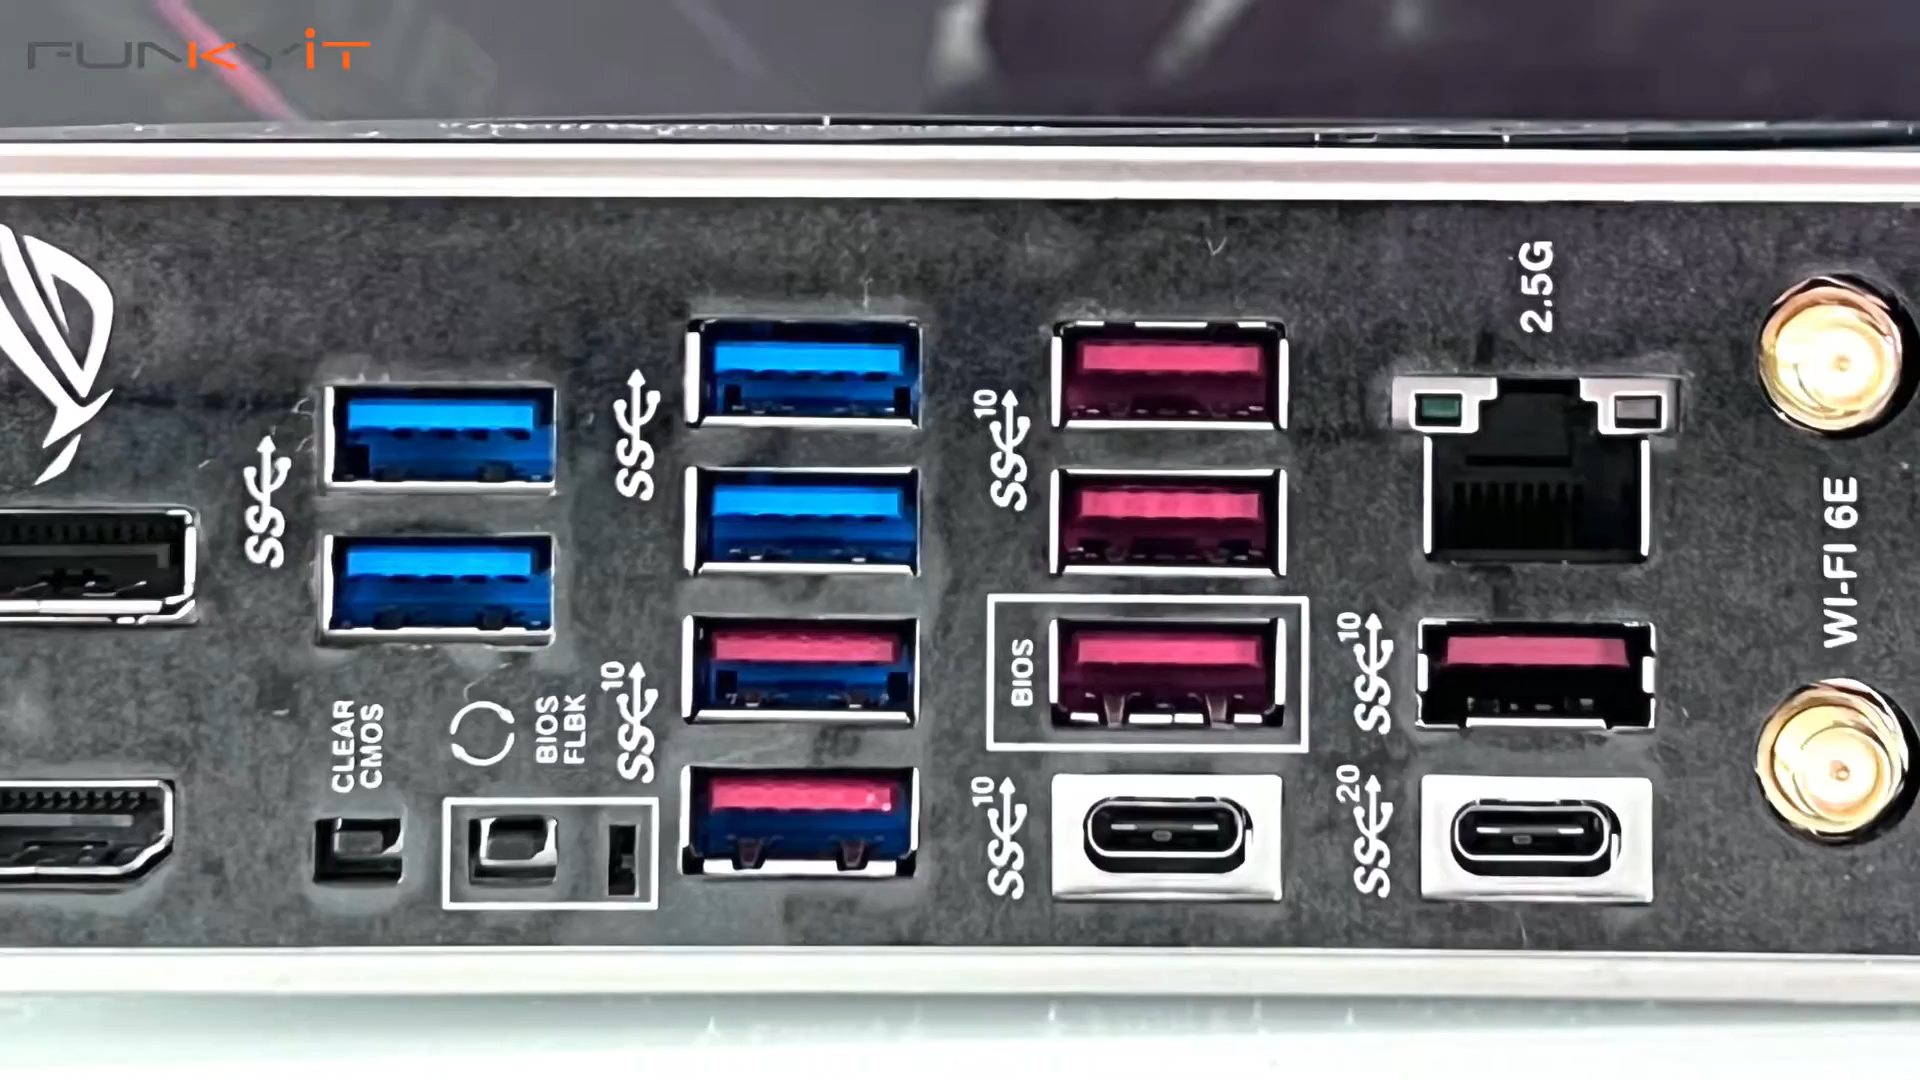 FUNKYIT
2.5G
SS
SS
SS 10
WI-FI 6E
CLEAR
CMOS
BIOS
FLBK
SS 10
BIOS
SS 10
SS 10
SS 20